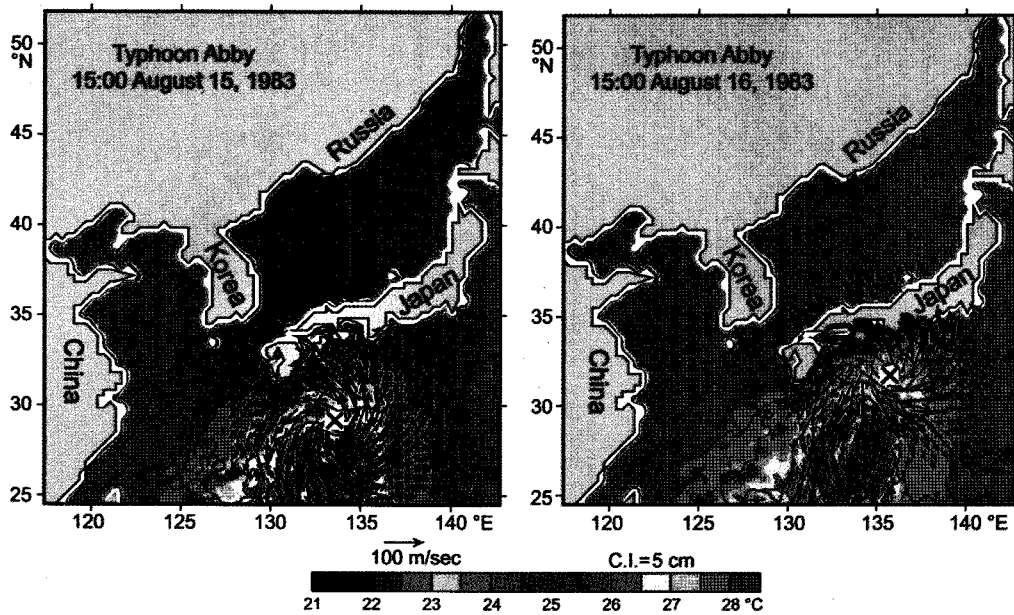 Typhoon Abby
15:00 August 15, 1983
Russia
Korea
Japan
China
50
°N
45
40
35
30
25
120
125
130
135
140 °E
Typhoon Abby
15:00 August 16, 1983
Russia
Korea
Japan
China
50
°N
45
40
35
30
25
120
125
130
135
140 °E
100 m/sec
C.I.=5 cm
21 22 23 24 25 26 27 28 °C